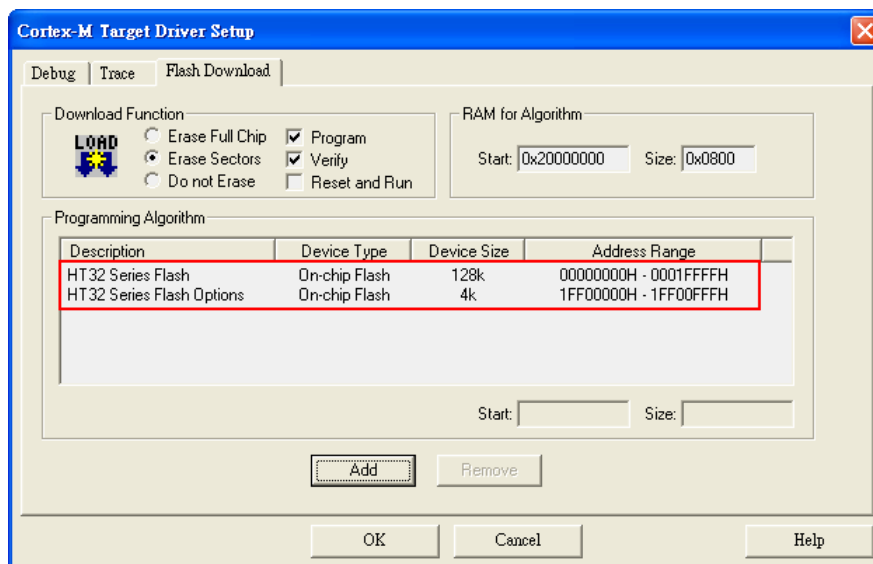 Cortex-M Target Driver Setup
Debug Trace Flash Download
Download Function
LOAD
Erase Full Chip
Erase Sectors
Do not Erase
Program
Verify
Reset and Run
RAM for Algorithm
Start: 0x20000000 Size: 0x0800
Programming Algorithm
Description Device Type Device Size Address Range
HT32 Series Flash On-chip Flash 128k 00000000H - 0001FFFFH
HT32 Series Flash Options On-chip Flash 4k 1FF00000H - 1FF00FFFH
Start: Size:
Add Remove
OK Cancel Help